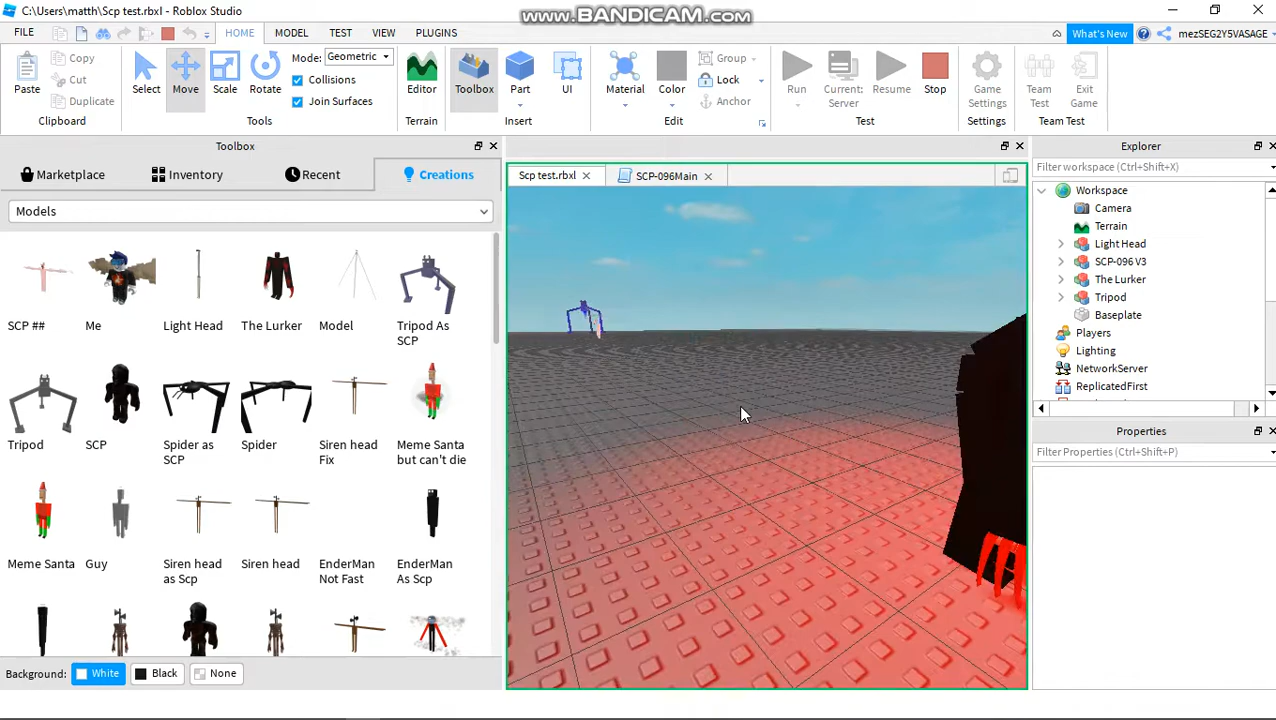 C:\Users\matth\Scp test.rbxl - Roblox Studio
www.BANDICAM.com
FILE HOME MODEL TEST VIEW PLUGINS What's New mezSEG2Y5VASAGE
Paste Copy Cut Duplicate Clipboard
Select Move Scale Rotate Mode: Geometric Collisions Join Surfaces Tools
Editor Terrain
Toolbox Part UI Insert
Material Color Group Lock Anchor Edit
Run Current: Server Resume Stop Test
Game Settings Settings
Team Test Exit Game Team Test
Toolbox
Marketplace Inventory Recent Creations
Models
SCP ## Me Light Head The Lurker Model Tripod As SCP
Tripod SCP Spider as SCP Spider Siren head Fix Meme Santa but can't die
Meme Santa Guy Siren head as Scp Siren head EnderMan Not Fast EnderMan As Scp
Background: White Black None
Scp test.rbxl SCP-096Main
Explorer
Filter workspace (Ctrl+Shift+X)
Workspace
Camera
Terrain
Light Head
SCP-096 V3
The Lurker
Tripod
Baseplate
Players
Lighting
NetworkServer
ReplicatedFirst
Properties
Filter Properties (Ctrl+Shift+P)